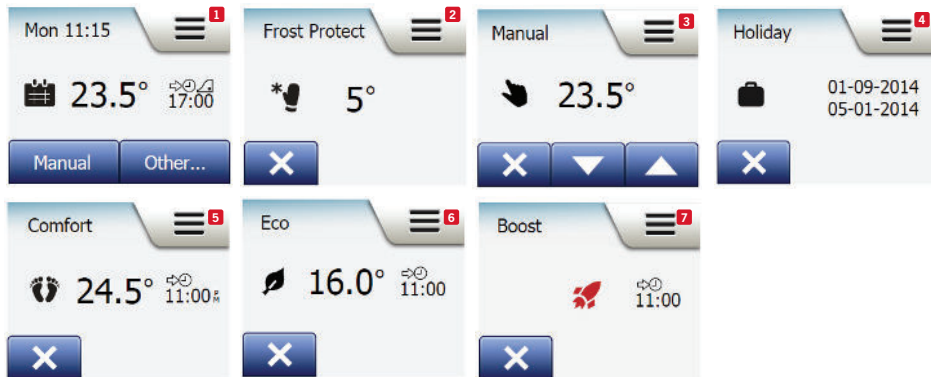 Mon 11:15
1
23.5°
17:00
Manual
Other...
Frost Protect
2
5°
Manual
3
23.5°
Holiday
4
01-09-2014
05-01-2014
Comfort
5
24.5°
11:00 PM
Eco
6
16.0°
11:00
Boost
7
11:00